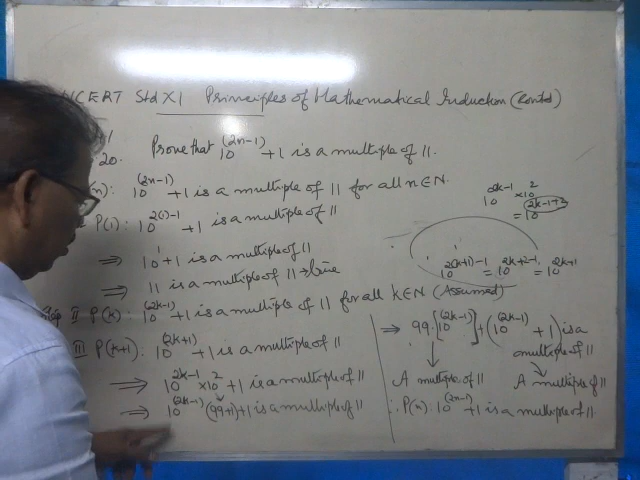 NCERT Std XI Principles of Mathematical Induction (Contd)
20. Prove that 10^(2n-1) + 1 is a multiple of 11.
P(n): 10^(2n-1) + 1 is a multiple of 11 for all n ∈ N.
P(1): 10^2(1)-1 + 1 is a multiple of 11
⇒ 10^1 + 1 is a multiple of 11
⇒ 11 is a multiple of 11 → true
Step II P(k): 10^(2k-1) + 1 is a multiple of 11 for all k ∈ N (Assumed)
III P(k+1): 10^(2k+1) + 1 is a multiple of 11
⇒ 10^2k-1 × 10^2 + 1 is a multiple of 11
⇒ 10^(2k-1) (99+1) + 1 is a multiple of 11
10^2k-1 × 10^2
= 10^2k-1+2
10^2(k+1)-1 = 10^2k+2-1 = 10^2k+1
⇒ 99 [10^(2k-1)] + (10^(2k-1) + 1) is a
multiple of 11
A multiple of 11 A multiple of 11
∴ P(n): 10^(2n-1) + 1 is a multiple of 11.